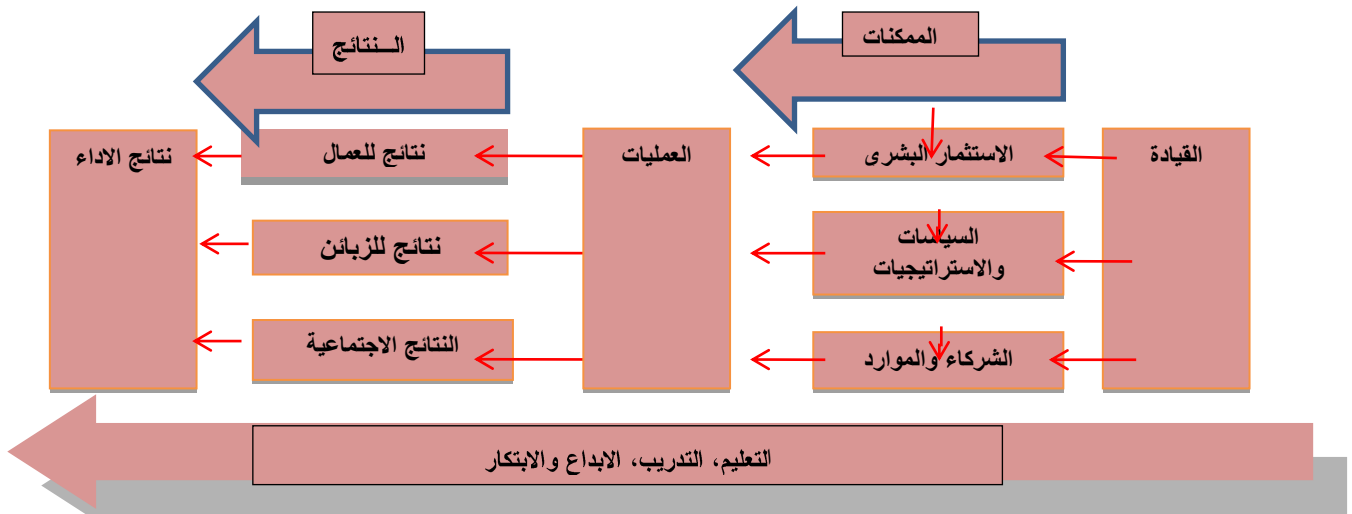 الممكنات
الـــنتائج
القيادة
الاستثمار البشرى
العمليات
نتائج للعمال
نتائج الاداء
السياسات
والاستراتيجيات
نتائج للزبائن
الشركاء والموارد
النتائج الاجتماعية
التعليم، التدريب، الابداع والابتكار